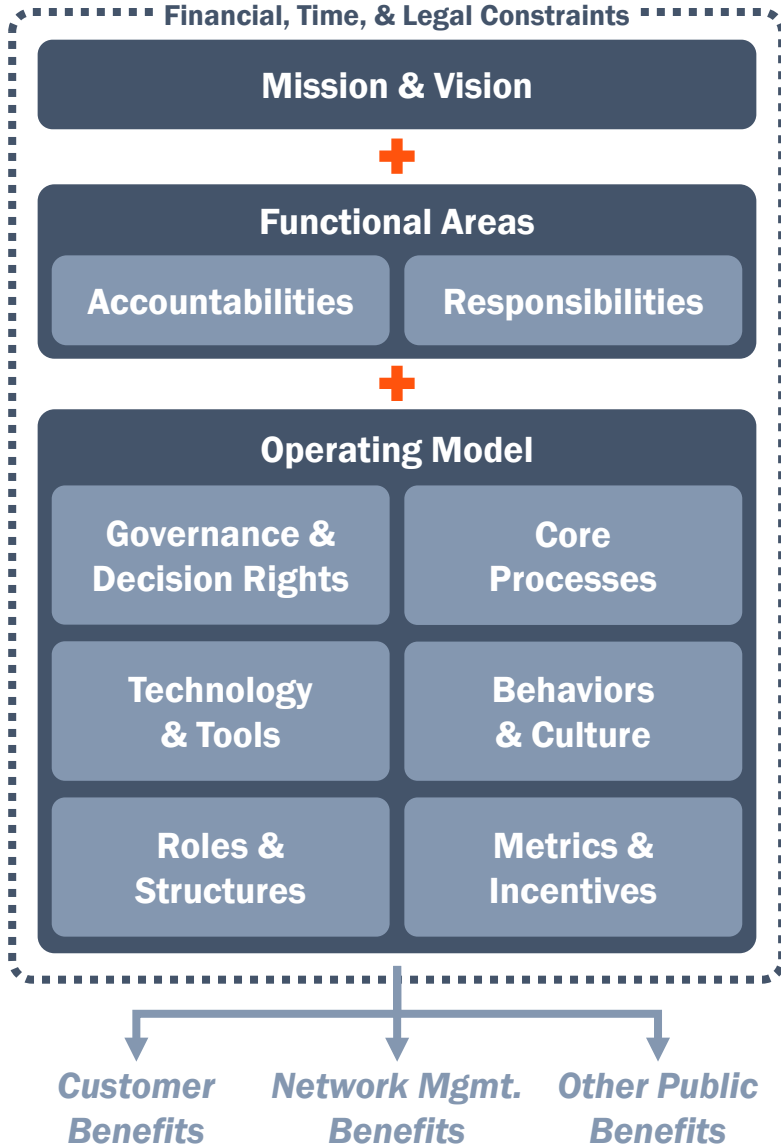 Financial, Time, & Legal Constraints
Mission & Vision
Functional Areas
Accountabilities
Responsibilities
Operating Model
Governance &
Decision Rights
Core
Processes
Technology
& Tools
Behaviors
& Culture
Roles &
Structures
Metrics &
Incentives
Customer
Benefits
Network Mgmt.
Benefits
Other Public
Benefits